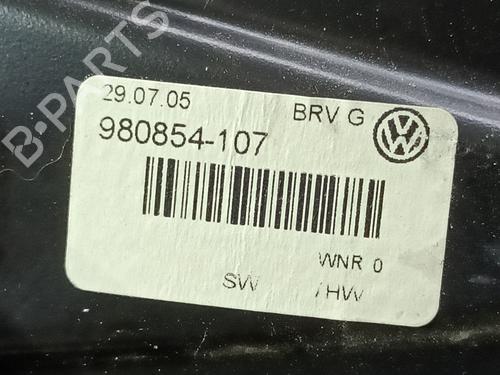 B-PARTS
29.07.05 BRV G
980854-107
WNR 0
SW /HW